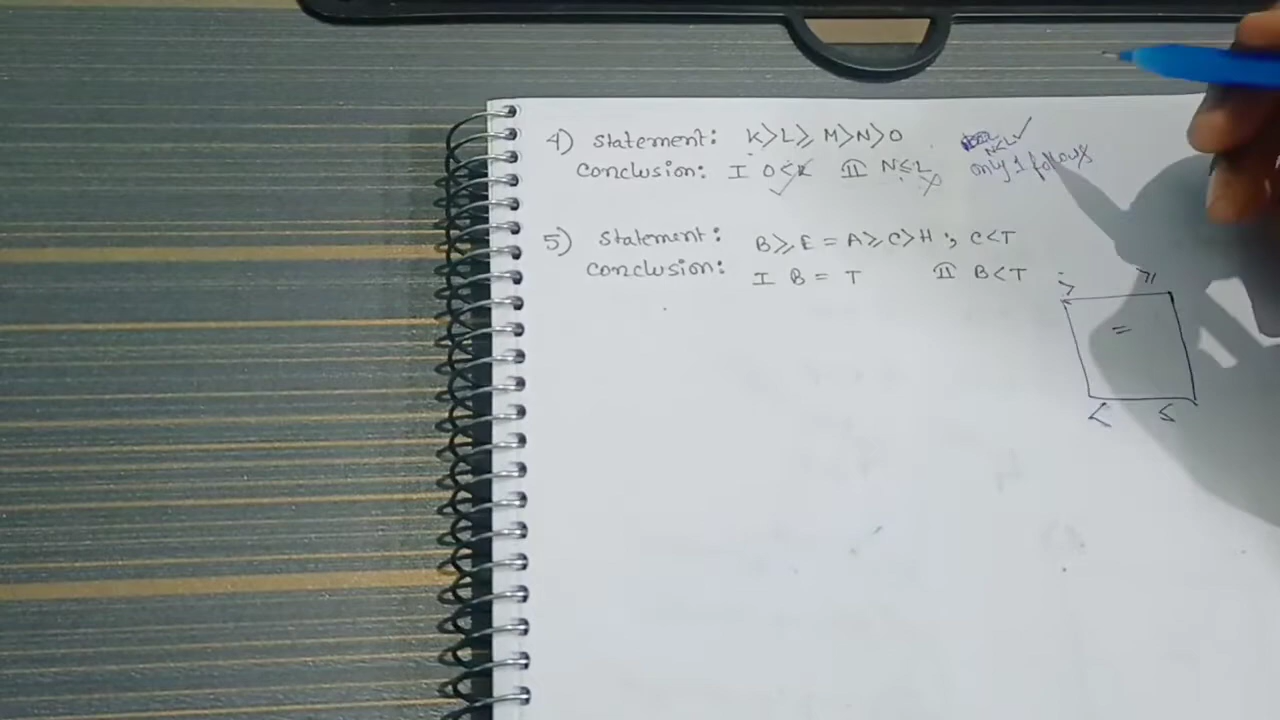 4) Statement: K>L⩾M>N>O
N<L ✓
Conclusion: I O<K ✓ II N⩽L ✗ only 1 follows
5) Statement: B⩾E=A⩾C>H ; C<T
Conclusion: I B = T II B<T
> ⩾
=
< ≤